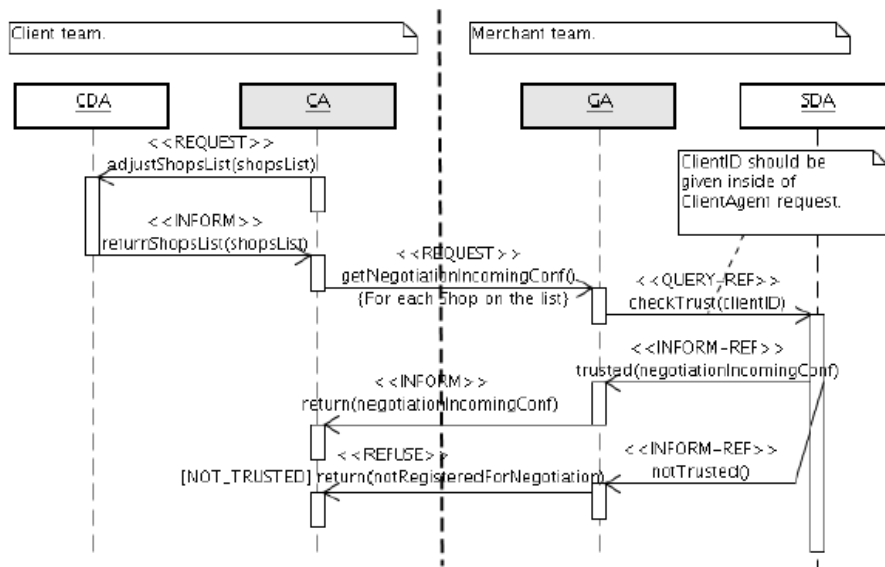 Client team.
Merchant team.
CDA
CA
GA
SDA
<<REQUEST>>
adjustShopsList(shopsList)
ClientID should be
given inside of
ClientAgent request.
<<INFORM>>
returnShopsList(shopsList)
<<REQUEST>>
getNegotiationIncomingConf()
{For each Shop on the list}
<<QUERY-REF>>
checkTrust(clientID)
<<INFORM-REF>>
trusted(negotiationIncomingConf)
<<INFORM>>
return(negotiationIncomingConf)
<<REFUSE>>
[NOT_TRUSTED] return(notRegisteredForNegotiation)
<<INFORM-REF>>
notTrusted()